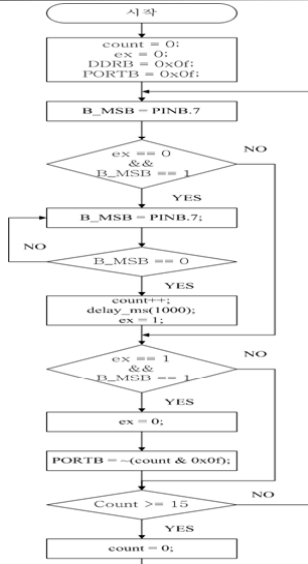 시작
count = 0;
ex = 0;
DDRB = 0x0f;
PORTB = 0x0f;
B_MSB = PINB.7
ex == 0
&&
B_MSB == 1
NO
YES
B_MSB = PINB.7;
NO
B_MSB == 0
YES
count++;
delay_ms(1000);
ex = 1;
ex == 1
&&
B_MSB == 1
NO
YES
ex = 0;
PORTB = ~(count & 0x0f);
Count >= 15
NO
YES
count = 0;